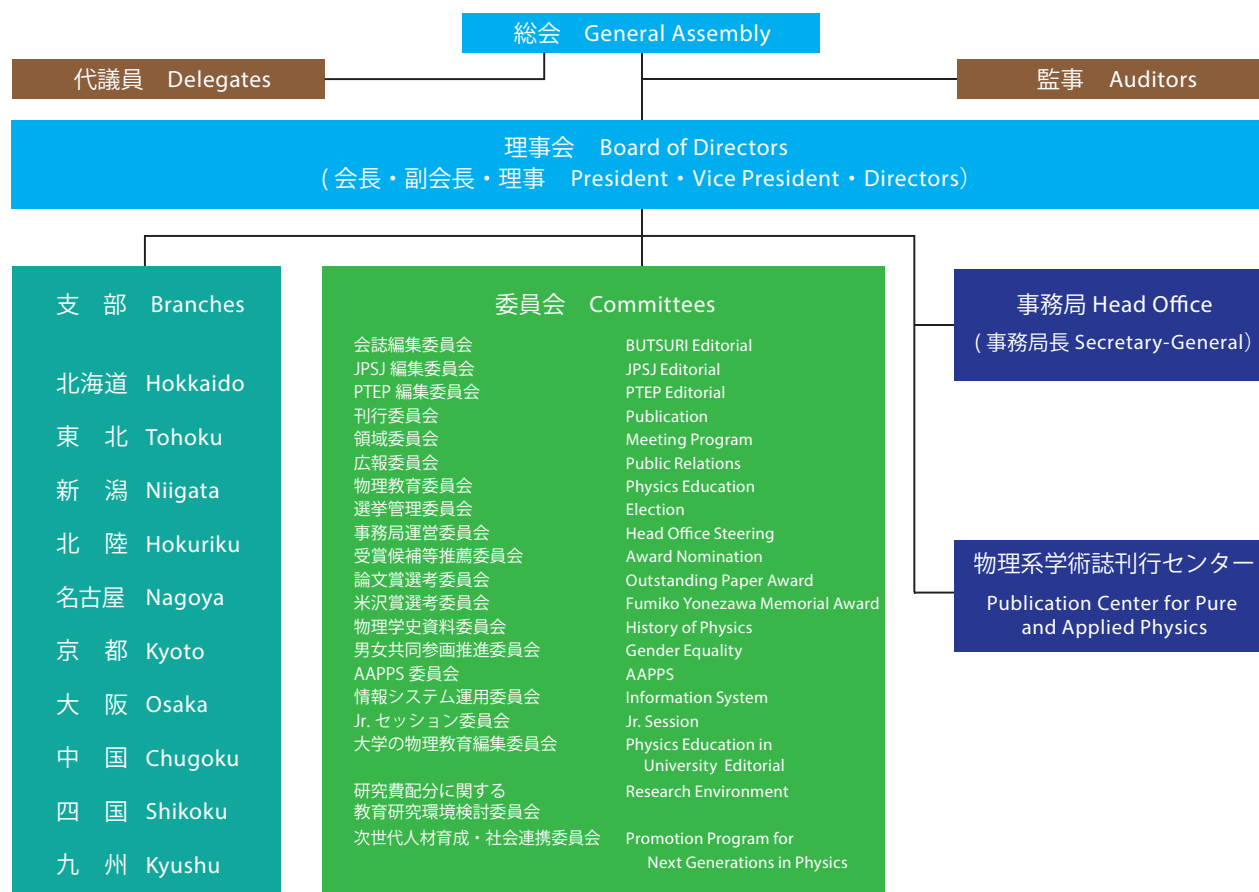 総会 General Assembly
代議員 Delegates
監事 Auditors
理事会 Board of Directors
(会長・副会長・理事 President・Vice President・Directors）
支 部 Branches
北海道 Hokkaido
東 北 Tohoku
新 潟 Niigata
北 陸 Hokuriku
名古屋 Nagoya
京 都 Kyoto
大 阪 Osaka
中 国 Chugoku
四 国 Shikoku
九 州 Kyushu
委員会 Committees
会誌編集委員会 BUTSURI Editorial
JPSJ 編集委員会 JPSJ Editorial
PTEP 編集委員会 PTEP Editorial
刊行委員会 Publication
領域委員会 Meeting Program
広報委員会 Public Relations
物理教育委員会 Physics Education
選挙管理委員会 Election
事務局運営委員会 Head Office Steering
受賞候補等推薦委員会 Award Nomination
論文賞選考委員会 Outstanding Paper Award
米沢賞選考委員会 Fumiko Yonezawa Memorial Award
物理学史資料委員会 History of Physics
男女共同参画推進委員会 Gender Equality
AAPPS 委員会 AAPPS
情報システム運用委員会 Information System
Jr. セッション委員会 Jr. Session
大学の物理教育編集委員会 Physics Education in
University Editorial
研究費配分に関する Research Environment
教育研究環境検討委員会
次世代人材育成・社会連携委員会 Promotion Program for
Next Generations in Physics
事務局 Head Office
(事務局長 Secretary-General）
物理系学術誌刊行センター
Publication Center for Pure
and Applied Physics